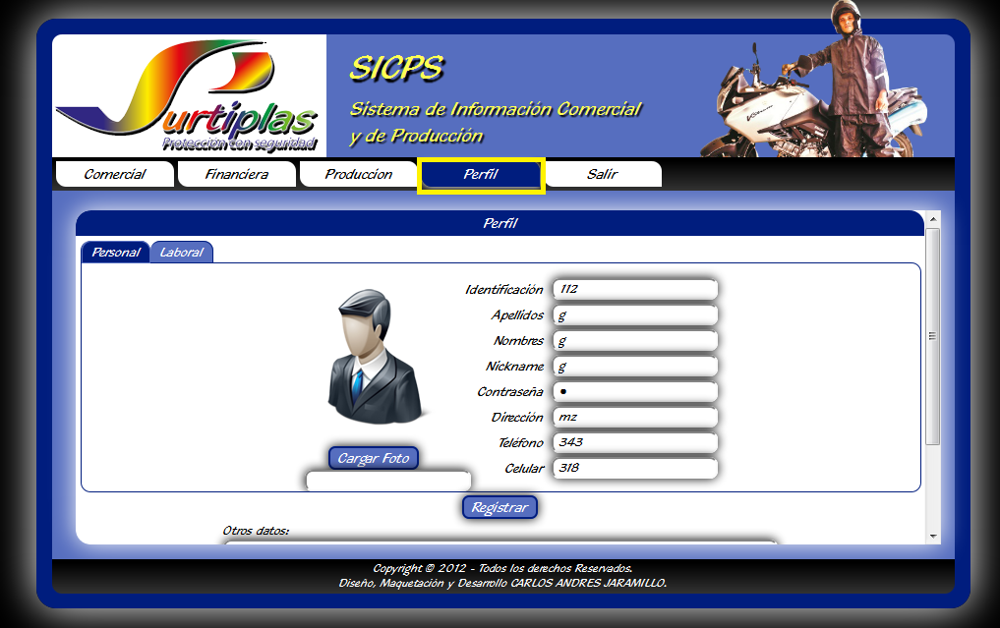 Surtiplas
Protección con seguridad
SICPS
Sistema de Información Comercial
y de Producción
Comercial
Financiera
Produccion
Perfil
Salir
Perfil
Personal
Laboral
Identificación
112
Apellidos
g
Nombres
g
Nickname
g
Contraseña
•
Dirección
mz
Teléfono
343
Celular
318
Cargar Foto
Registrar
Otros datos:
Copyright © 2012 - Todos los derechos Reservados.
Diseño, Maquetación y Desarrollo CARLOS ANDRES JARAMILLO.